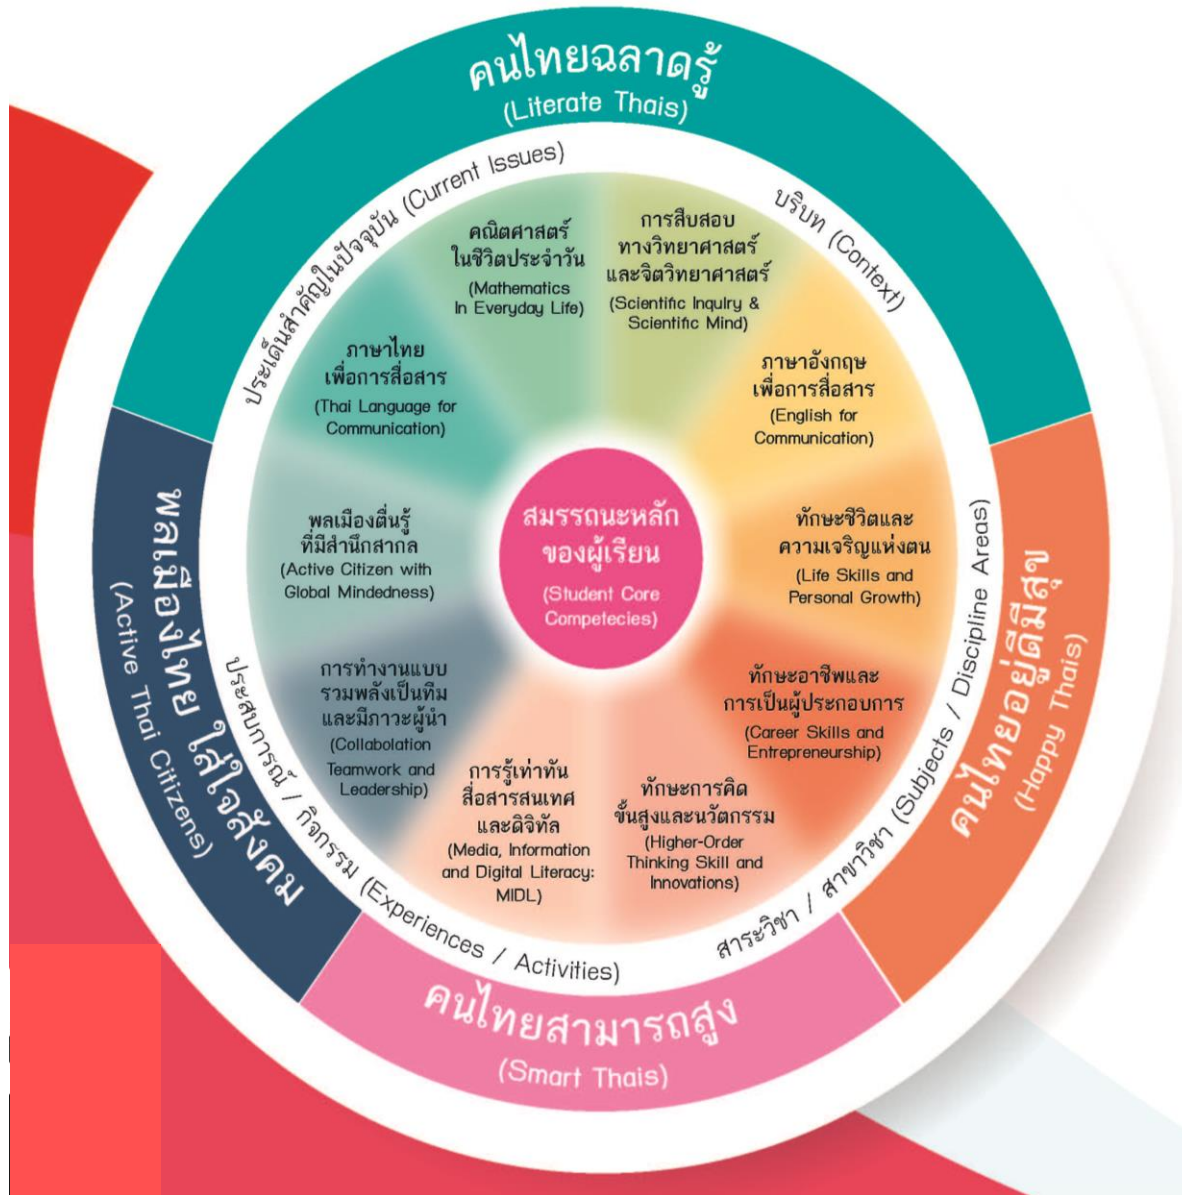 คนไทยฉลาดรู้
(Literate Thais)
ประเด็นสำคัญในปัจจุบัน (Current Issues)
บริบท (Context)
คณิตศาสตร์
ในชีวิตประจำวัน
(Mathematics
In Everyday Life)
การสืบสอบ
ทางวิทยาศาสตร์
และจิตวิทยาศาสตร์
(Scientific Inquiry &
Scientific Mind)
ภาษาไทย
เพื่อการสื่อสาร
(Thai Language for
Communication)
ภาษาอังกฤษ
เพื่อการสื่อสาร
(English for
Communication)
พลเมืองตื่นรู้
ที่มีสำนึกสากล
(Active Citizen with
Global Mindedness)
สมรรถนะหลัก
ของผู้เรียน
(Student Core
Competecies)
ทักษะชีวิตและ
ความเจริญแห่งตน
(Life Skills and
Personal Growth)
การทำงานแบบ
รวมพลังเป็นทีม
และมีภาวะผู้นำ
(Collabolation
Teamwork and
Leadership)
ทักษะอาชีพและ
การเป็นผู้ประกอบการ
(Career Skills and
Entrepreneurship)
การรู้เท่าทัน
สื่อสารสนเทศ
และดิจิทัล
(Media, Information
and Digital Literacy:
MIDL)
ทักษะการคิด
ขั้นสูงและนวัตกรรม
(Higher-Order
Thinking Skill and
Innovations)
พลเมืองไทย ใส่ใจสังคม
(Active Thai Citizens)
ประสบการณ์ / กิจกรรม (Experiences / Activities)
สาระวิชา / สาขาวิชา (Subjects / Discipline Areas)
คนไทยอยู่ดีมีสุข
(Happy Thais)
คนไทยสามารถสูง
(Smart Thais)